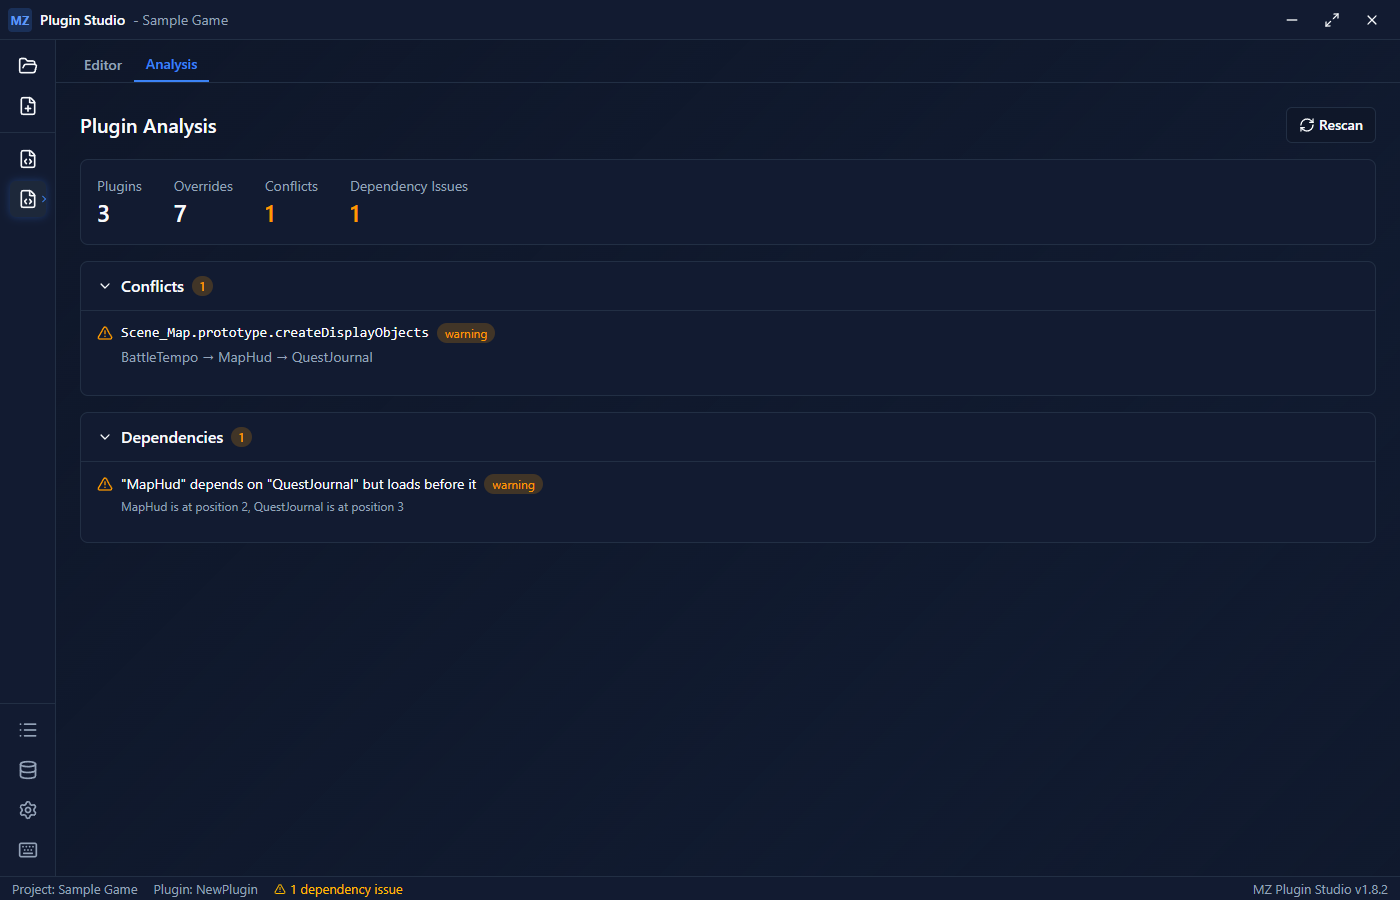 MZ Plugin Studio - Sample Game
Editor Analysis
Plugin Analysis
Rescan
Plugins Overrides Conflicts Dependency Issues
3 7 1 1
Conflicts 1
Scene_Map.prototype.createDisplayObjects warning
BattleTempo → MapHud → QuestJournal
Dependencies 1
"MapHud" depends on "QuestJournal" but loads before it warning
MapHud is at position 2, QuestJournal is at position 3
Project: Sample Game Plugin: NewPlugin 1 dependency issue MZ Plugin Studio v1.8.2